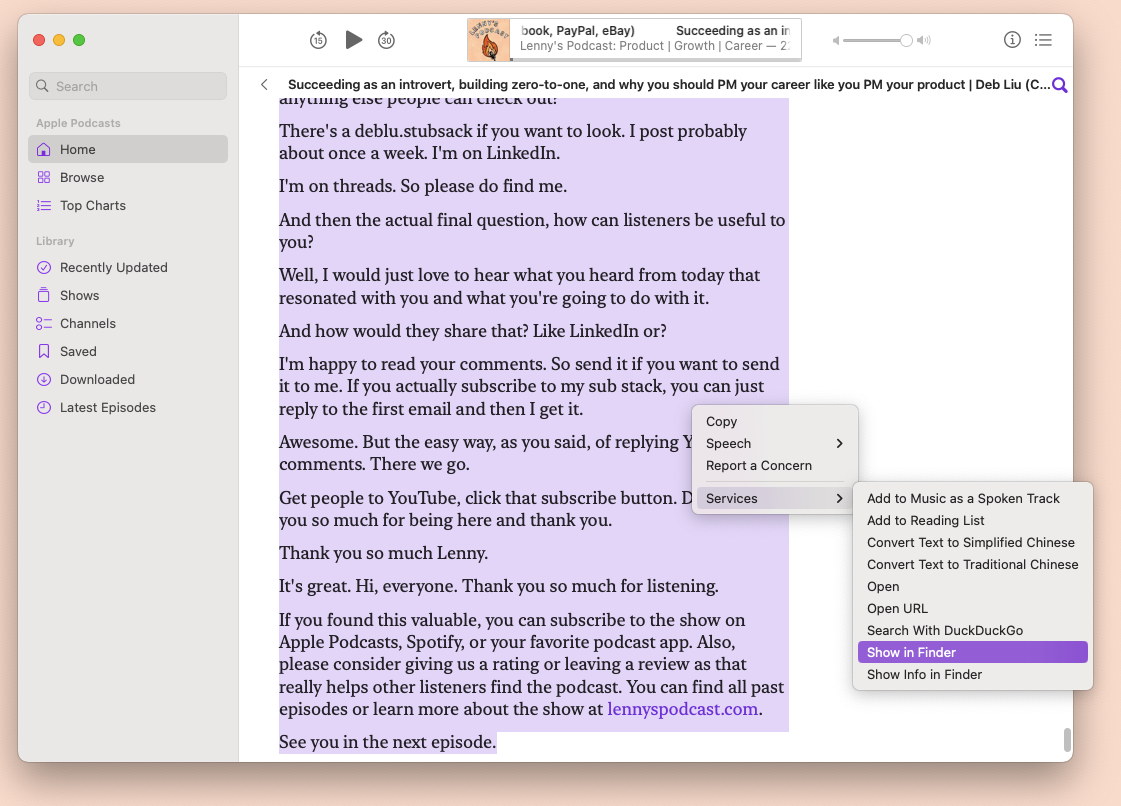 15
30
LENNY'S PODCAST
book, PayPal, eBay) Succeeding as an in
Lenny's Podcast: Product | Growth | Career — 2
Search
Apple Podcasts
Home
Browse
Top Charts
Library
Recently Updated
Shows
Channels
Saved
Downloaded
Latest Episodes
Succeeding as an introvert, building zero-to-one, and why you should PM your career like you PM your product | Deb Liu (C...
anything else people can check out?
There's a deblu.stubsack if you want to look. I post probably
about once a week. I'm on LinkedIn.
I'm on threads. So please do find me.
And then the actual final question, how can listeners be useful to
you?
Well, I would just love to hear what you heard from today that
resonated with you and what you're going to do with it.
And how would they share that? Like LinkedIn or?
I'm happy to read your comments. So send it if you want to send
it to me. If you actually subscribe to my sub stack, you can just
reply to the first email and then I get it.
Awesome. But the easy way, as you said, of replying Y
comments. There we go.
Get people to YouTube, click that subscribe button. D
you so much for being here and thank you.
Thank you so much Lenny.
It's great. Hi, everyone. Thank you so much for listening.
If you found this valuable, you can subscribe to the show on
Apple Podcasts, Spotify, or your favorite podcast app. Also,
please consider giving us a rating or leaving a review as that
really helps other listeners find the podcast. You can find all past
episodes or learn more about the show at lennyspodcast.com.
See you in the next episode.
Copy
Speech
Report a Concern
Services
Add to Music as a Spoken Track
Add to Reading List
Convert Text to Simplified Chinese
Convert Text to Traditional Chinese
Open
Open URL
Search With DuckDuckGo
Show in Finder
Show Info in Finder